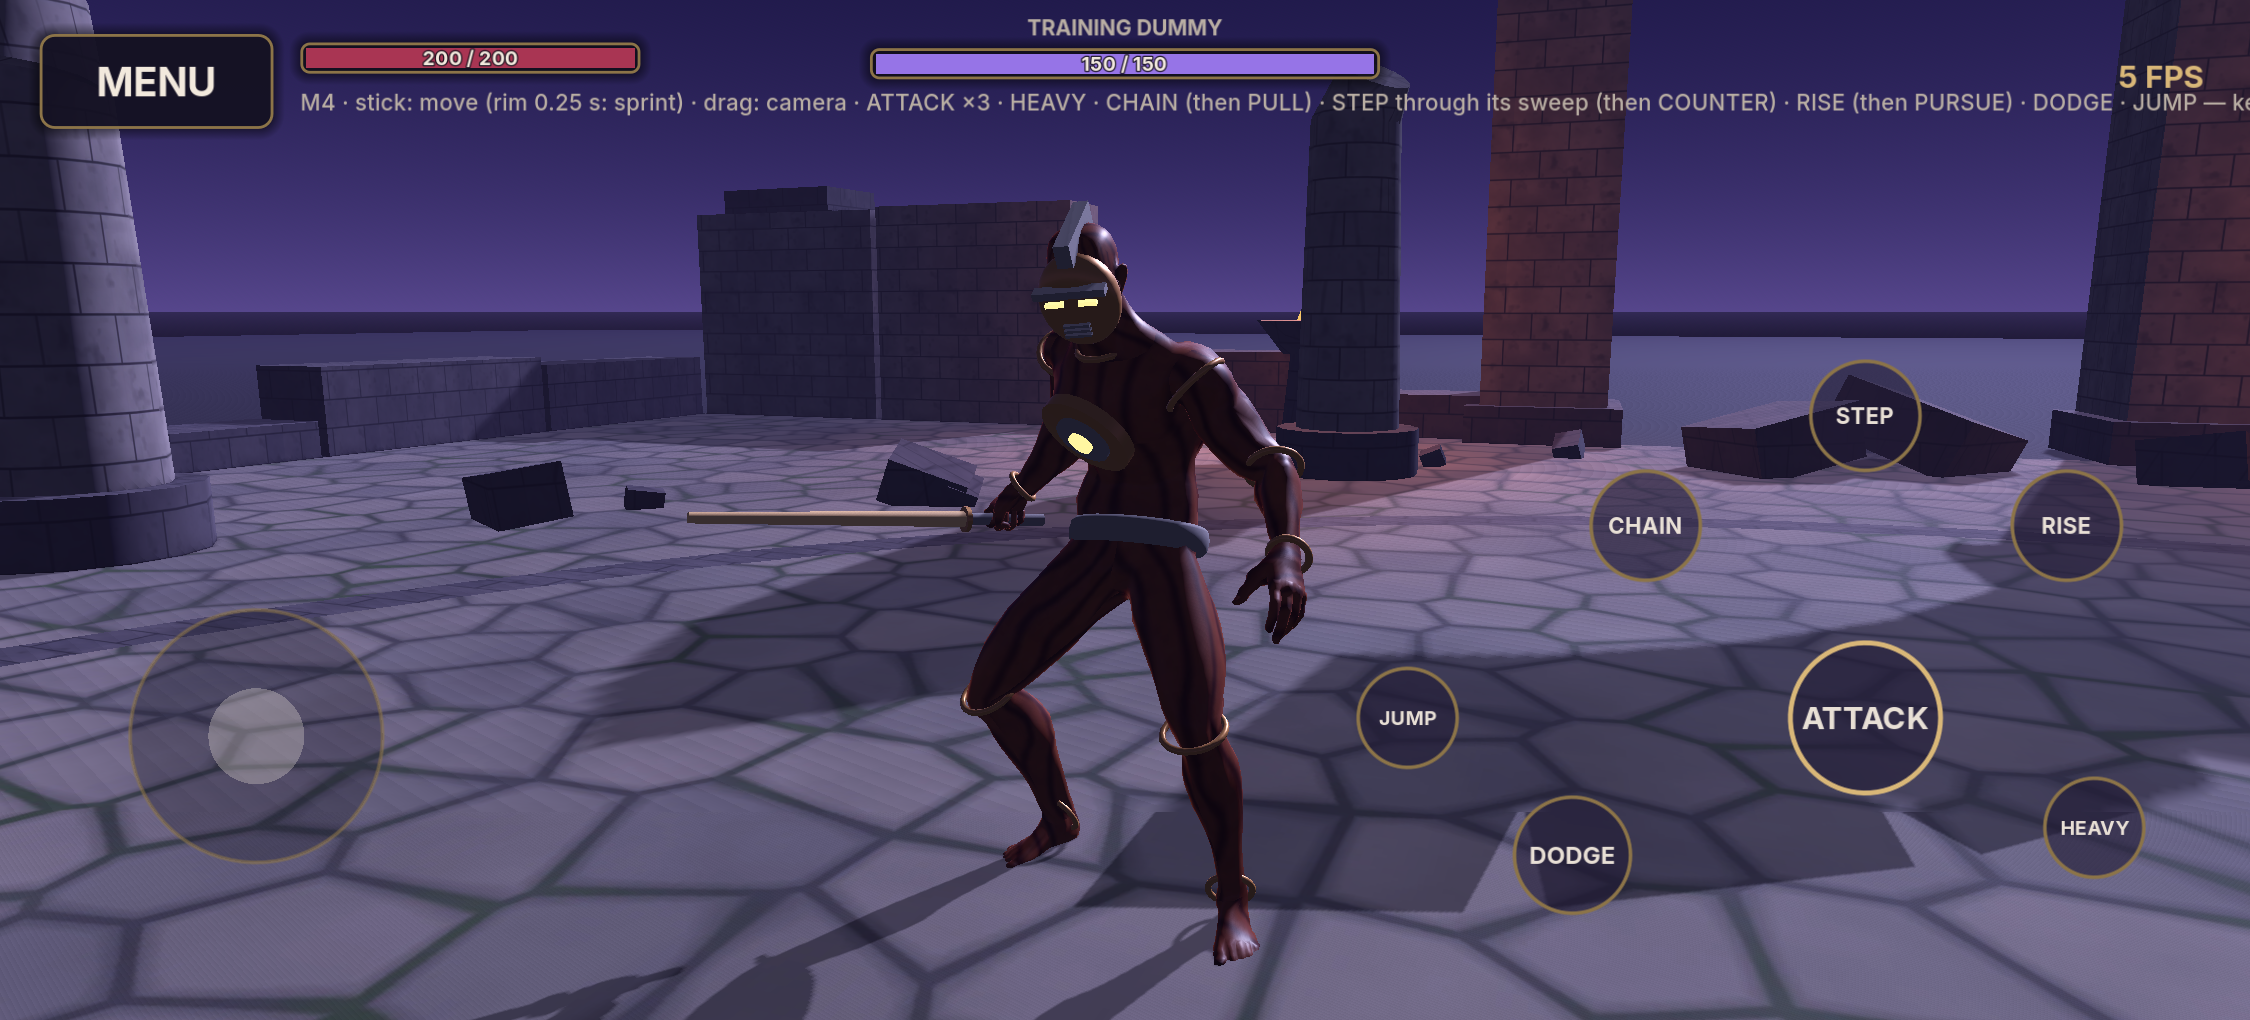 TRAINING DUMMY
MENU
200 / 200
150 / 150
5 FPS
M4 · stick: move (rim 0.25 s: sprint) · drag: camera · ATTACK ×3 · HEAVY · CHAIN (then PULL) · STEP through its sweep (then COUNTER) · RISE (then PURSUE) · DODGE · JUMP — ke
STEP
CHAIN
RISE
JUMP
ATTACK
HEAVY
DODGE